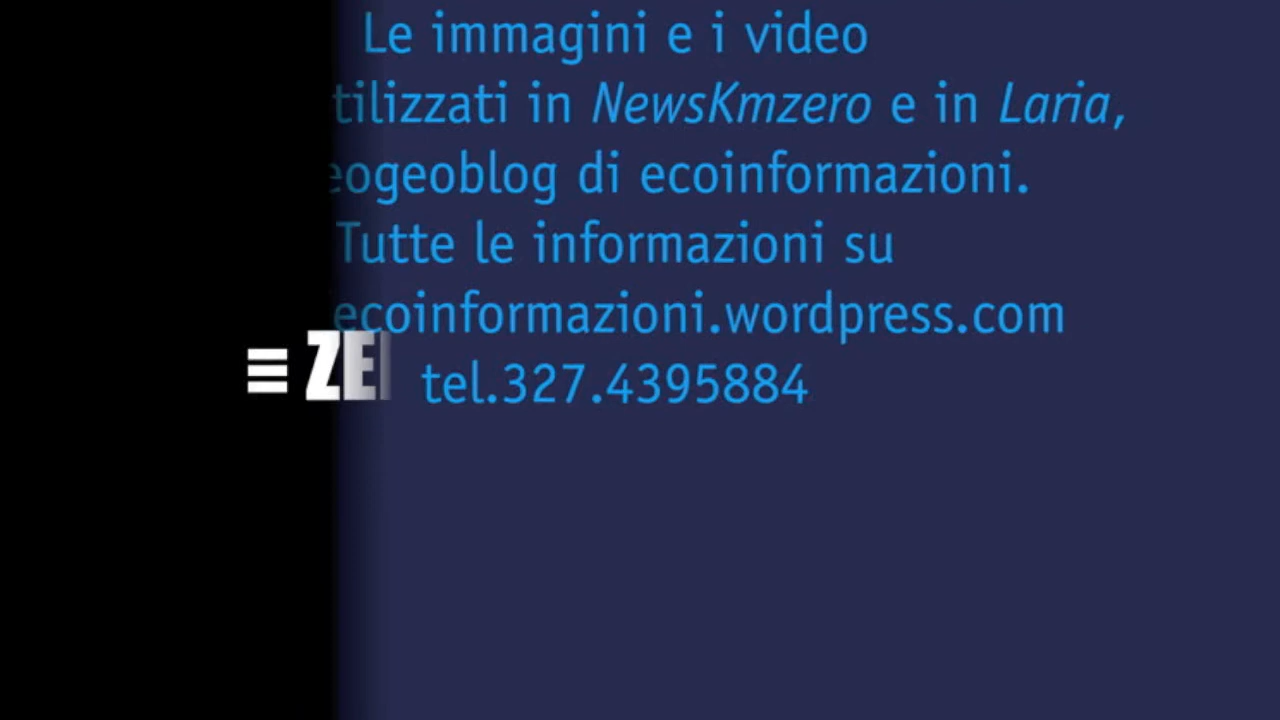 Le immagini e i video
tilizzati in NewsKmzero e in Laria,
eogeoblog di ecoinformazioni.
Tutte le informazioni su
ecoinformazioni.wordpress.com
tel.327.4395884